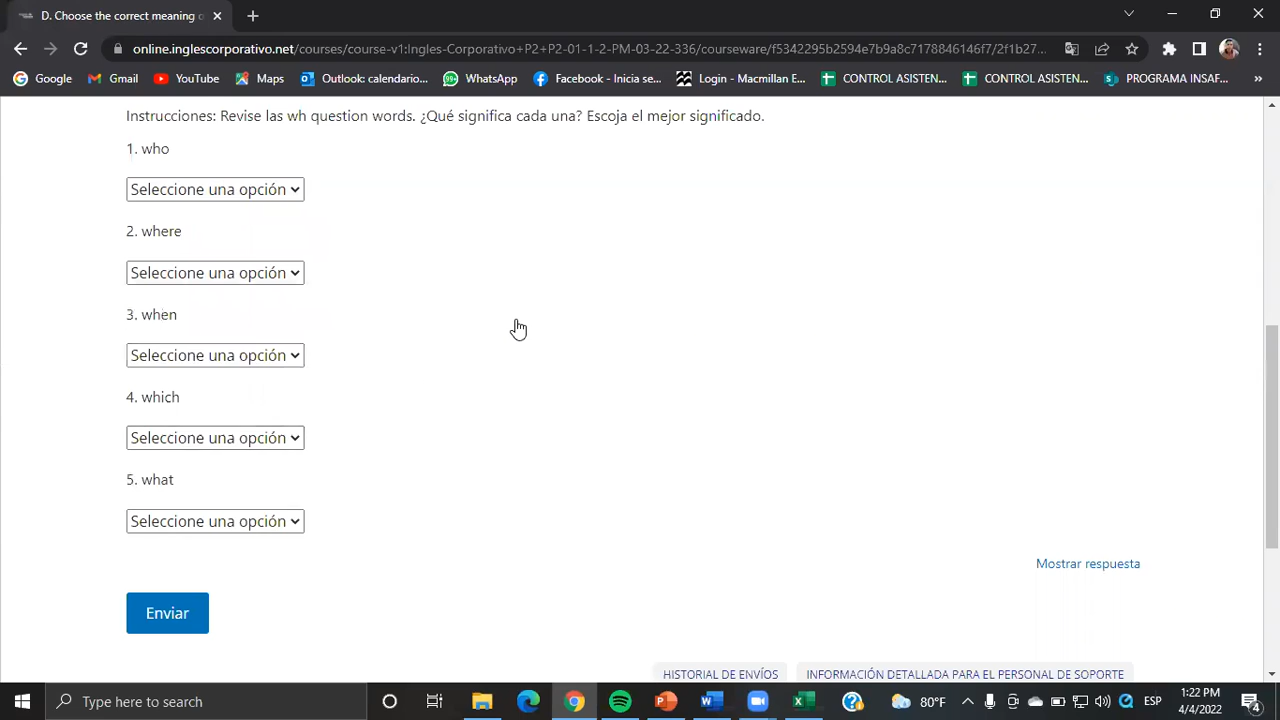 D. Choose the correct meaning o
online.inglescorporativo.net/courses/course-v1:Ingles-Corporativo+P2+P2-01-1-2-PM-03-22-336/courseware/f5342295b2594e7b9a8c7178846146f7/2f1b27...
Google Gmail YouTube Maps Outlook: calendario... WhatsApp Facebook - Inicia se... Login - Macmillan E... CONTROL ASISTEN... CONTROL ASISTEN... PROGRAMA INSAF... »
Instrucciones: Revise las wh question words. ¿Qué significa cada una? Escoja el mejor significado.
1. who
Seleccione una opción
2. where
Seleccione una opción
3. when
Seleccione una opción
4. which
Seleccione una opción
5. what
Seleccione una opción
Mostrar respuesta
Enviar
HISTORIAL DE ENVÍOS INFORMACIÓN DETALLADA PARA EL PERSONAL DE SOPORTE
Type here to search
80°F ESP 1:22 PM
4/4/2022 4